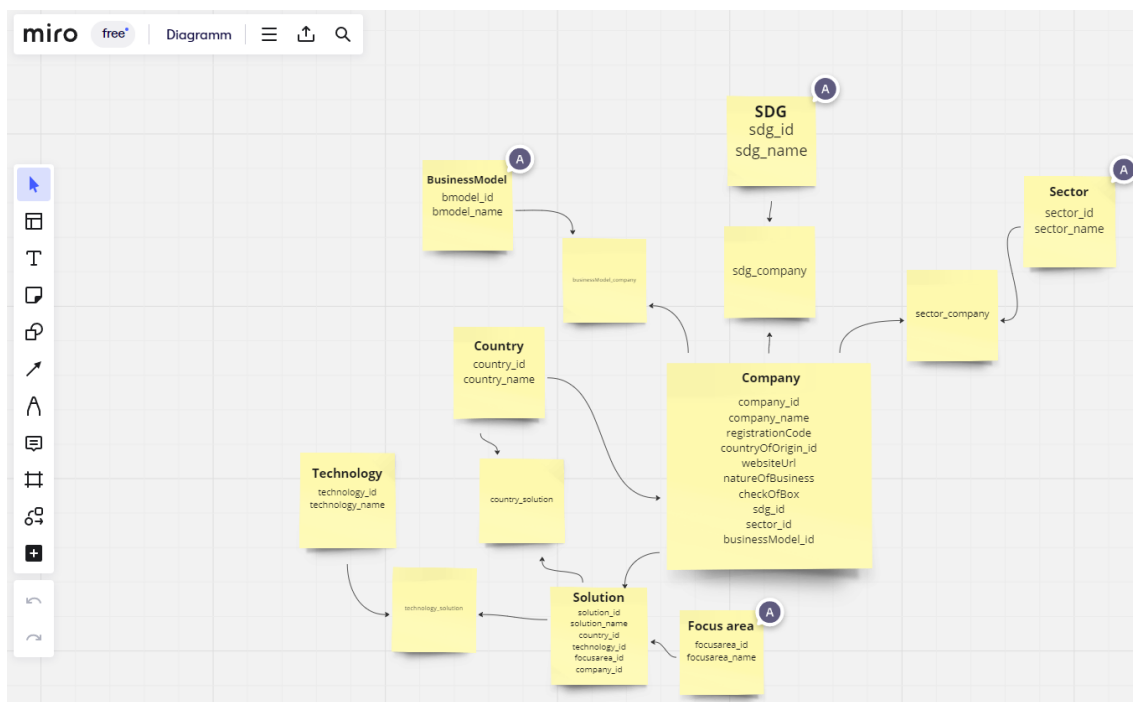 miro free Diagramm
A
SDG
sdg_id
sdg_name
A
BusinessModel
bmodel_id
bmodel_name
A
Sector
sector_id
sector_name
businessModel_company
sdg_company
sector_company
Country
country_id
country_name
Company
company_id
company_name
registrationCode
countryOfOrigin_id
websiteUrl
natureOfBusiness
checkOfBox
sdg_id
sector_id
businessModel_id
Technology
technology_id
technology_name
country_solution
technology_solution
Solution
solution_id
solution_name
country_id
technology_id
focusarea_id
company_id
A
Focus area
focusarea_id
focusarea_name
T